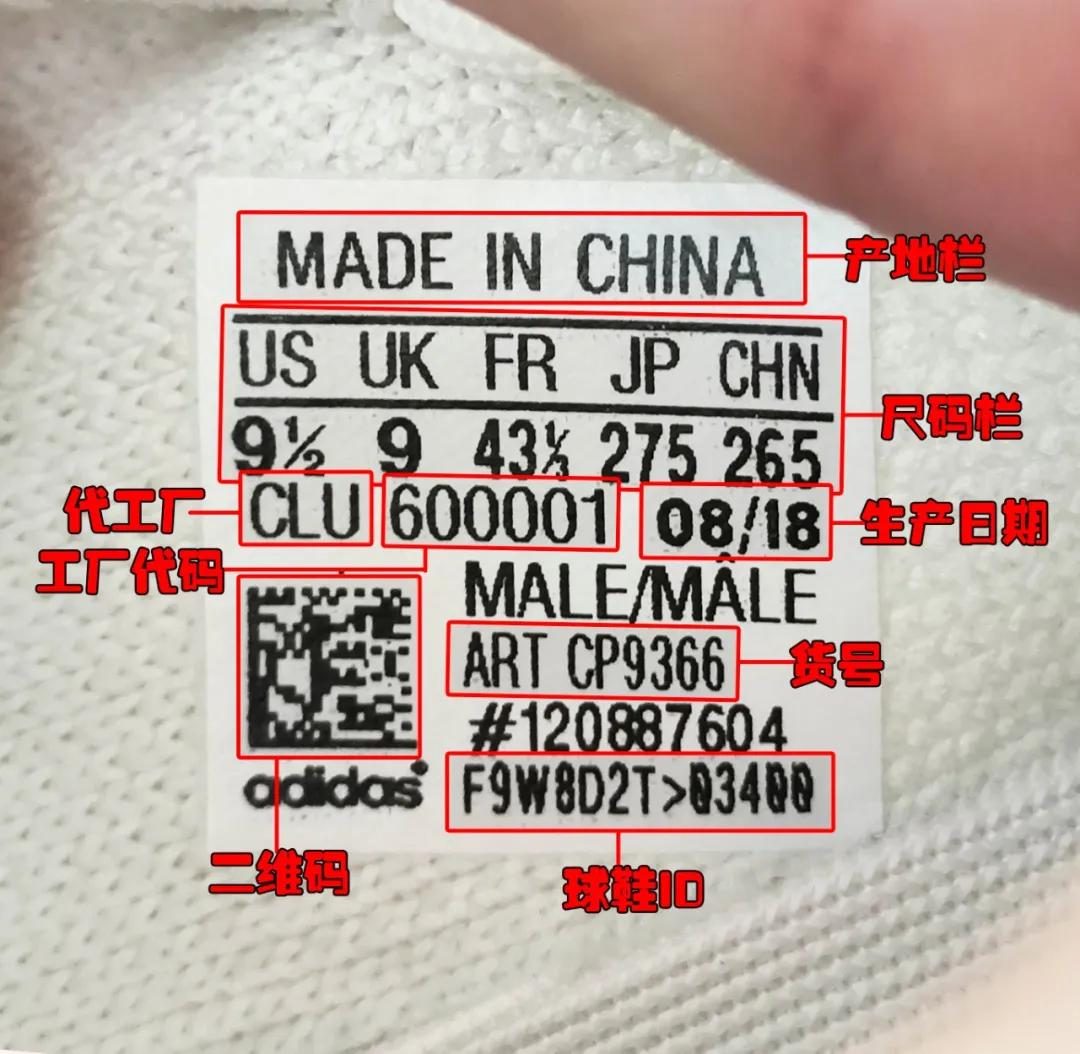 MADE IN CHINA
产地栏
US UK FR JP CHN
9½ 9 43⅓ 275 265
尺码栏
代工厂
CLU 600001 08/18
生产日期
工厂代码
MALE/MÂLE
ART CP9366
货号
#120887604
adidas
F9W8D2T>03400
二维码
球鞋ID